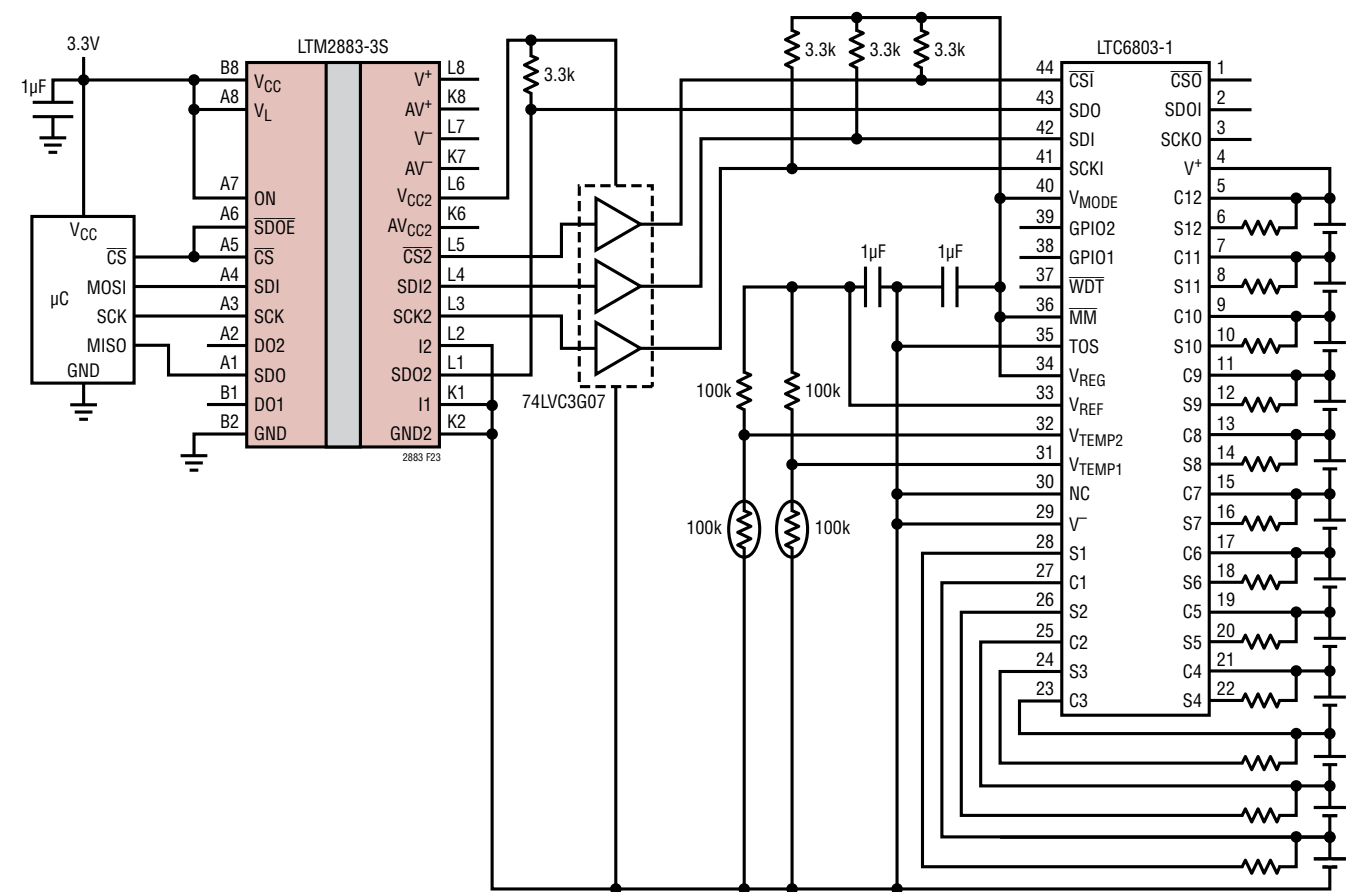 3.3V
1µF
LTM2883-3S
B8 VCC
A8 VL
A7 ON
A6 SDOE
A5 CS
A4 SDI
A3 SCK
A2 DO2
A1 SDO
B1 DO1
B2 GND
V+ L8
AV+ K8
V− L7
AV− K7
VCC2 L6
AVCC2 K6
CS2 L5
SDI2 L4
SCK2 L3
I2 L2
SDO2 L1
I1 K1
GND2 K2
2883 F23
VCC
CS
MOSI
µC
SCK
MISO
GND
3.3k
74LVC3G07
3.3k
3.3k
3.3k
1µF
1µF
100k
100k
100k
100k
LTC6803-1
44 CSI
43 SDO
42 SDI
41 SCKI
40 VMODE
39 GPIO2
38 GPIO1
37 WDT
36 MM
35 TOS
34 VREG
33 VREF
32 VTEMP2
31 VTEMP1
30 NC
29 V−
28 S1
27 C1
26 S2
25 C2
24 S3
23 C3
CSO 1
SDOI 2
SCKO 3
V+ 4
C12 5
S12 6
C11 7
S11 8
C10 9
S10 10
C9 11
S9 12
C8 13
S8 14
C7 15
S7 16
C6 17
S6 18
C5 19
S5 20
C4 21
S4 22